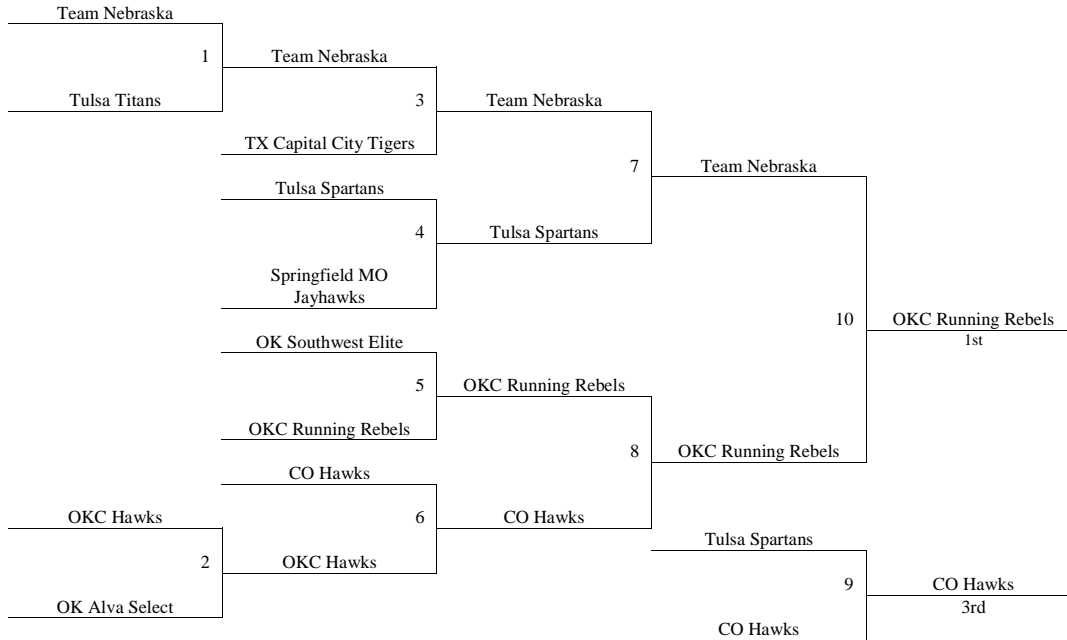 Team Nebraska
1
Team Nebraska
Tulsa Titans
3
Team Nebraska
TX Capital City Tigers
7
Team Nebraska
Tulsa Spartans
4
Tulsa Spartans
Springfield MO
Jayhawks
10
OKC Running Rebels
1st
OK Southwest Elite
5
OKC Running Rebels
OKC Running Rebels
8
OKC Running Rebels
CO Hawks
OKC Hawks
6
CO Hawks
2
OKC Hawks
OK Alva Select
Tulsa Spartans
9
CO Hawks
3rd
CO Hawks